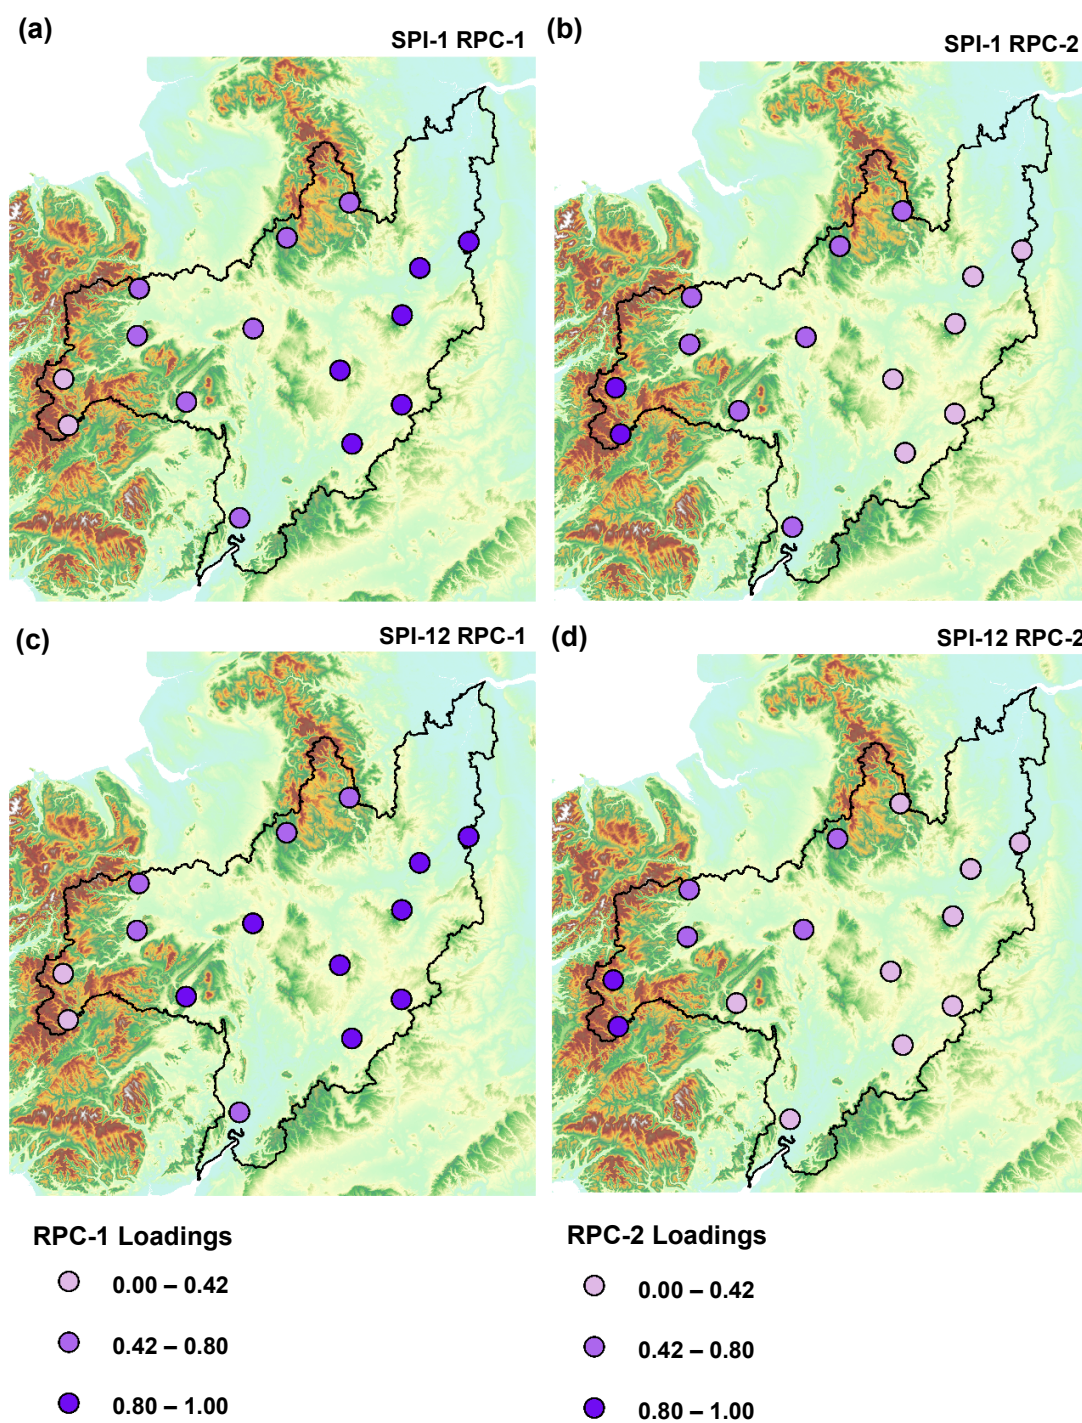 (a)
SPI-1 RPC-1
(b)
SPI-1 RPC-2
(c)
SPI-12 RPC-1
(d)
SPI-12 RPC-2
RPC-1 Loadings
0.00 – 0.42
0.42 – 0.80
0.80 – 1.00
RPC-2 Loadings
0.00 – 0.42
0.42 – 0.80
0.80 – 1.00